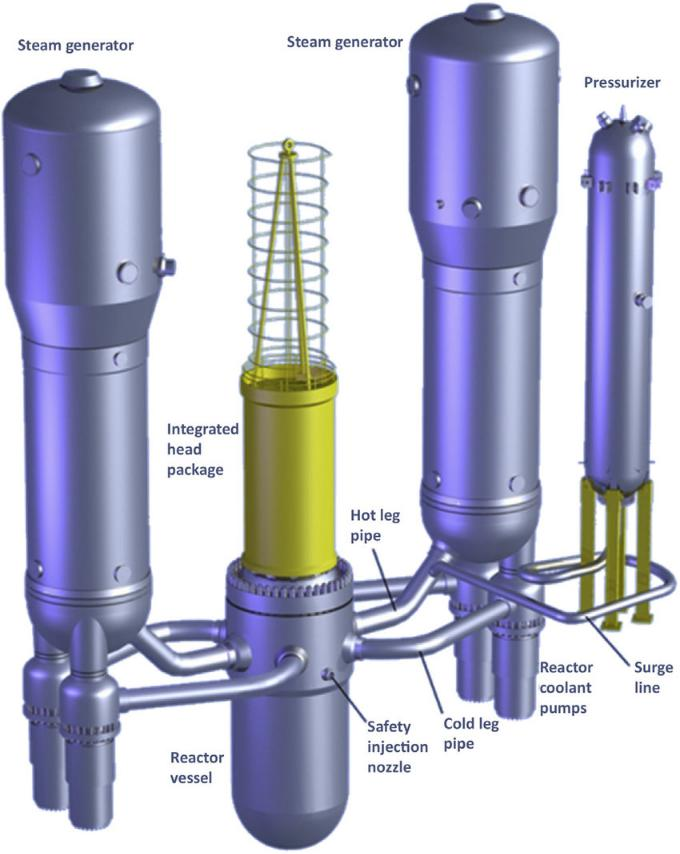 Steam generator
Steam generator
Pressurizer
Integrated
head
package
Hot leg
pipe
Reactor
coolant
pumps
Surge
line
Cold leg
pipe
Safety
injection
nozzle
Reactor
vessel